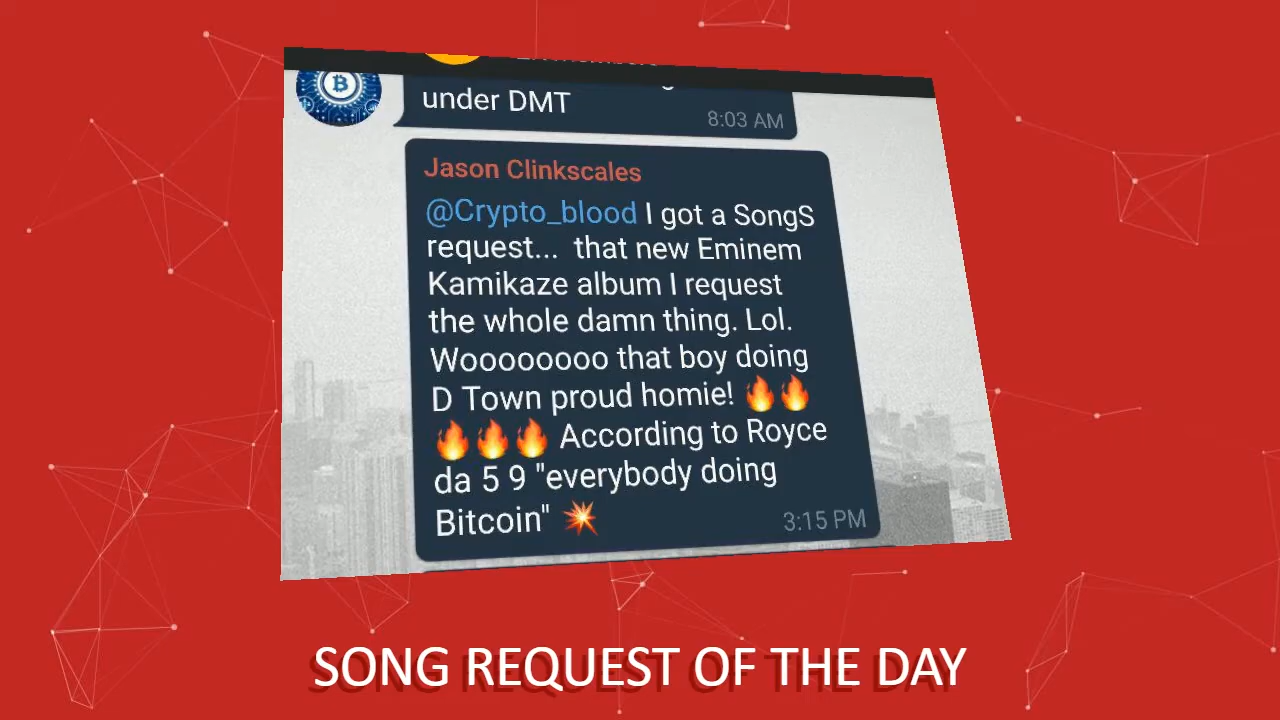 under DMT
8:03 AM
Jason Clinkscales
@Crypto_blood I got a SongS
request... that new Eminem
Kamikaze album I request
the whole damn thing. Lol.
Woooooooo that boy doing
D Town proud homie! 🔥🔥
🔥🔥🔥 According to Royce
da 5 9 "everybody doing
Bitcoin" 💥
3:15 PM
SONG REQUEST OF THE DAY